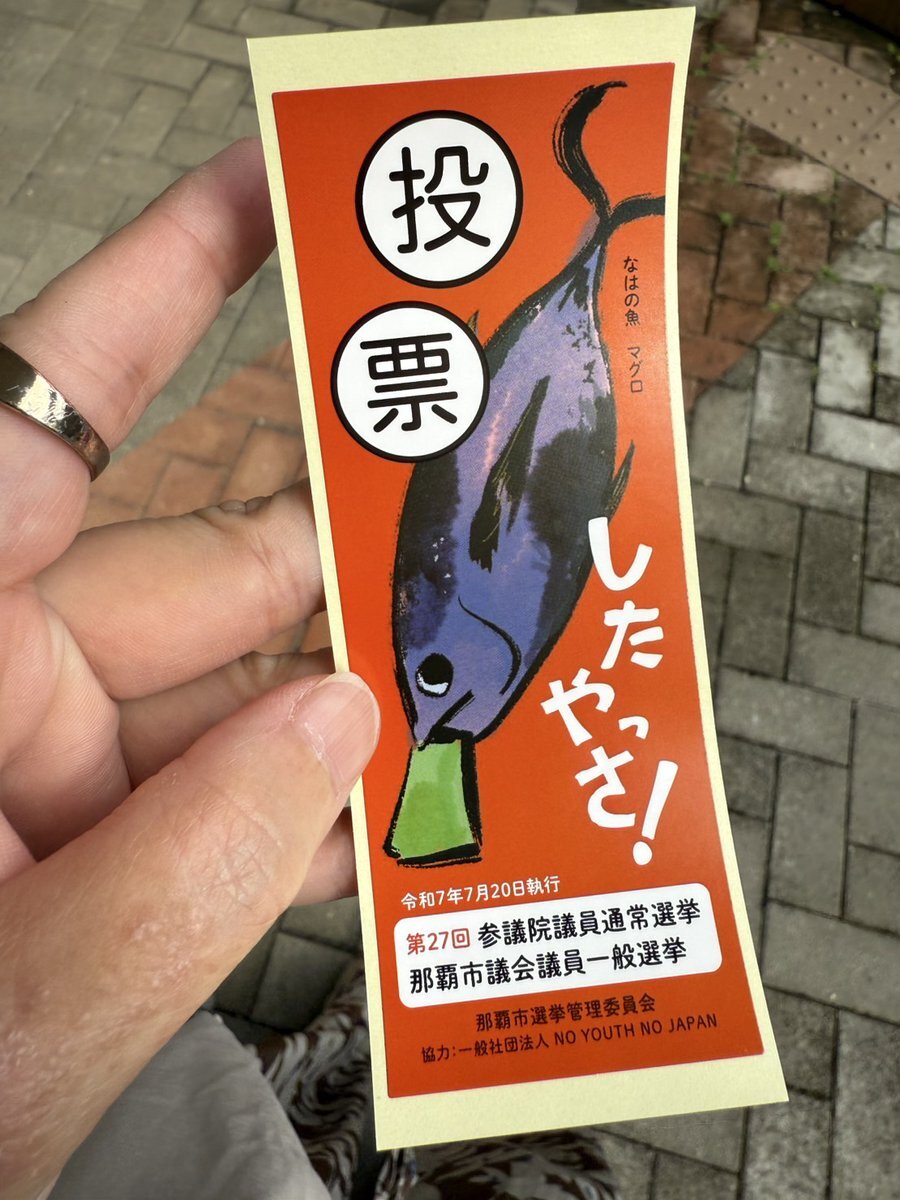 投票
なはの魚 マグロ
したやっさ!
令和7年7月20日執行
第27回 参議院議員通常選挙
那覇市議会議員一般選挙
那覇市選挙管理委員会
協力:一般社団法人 NO YOUTH NO JAPAN